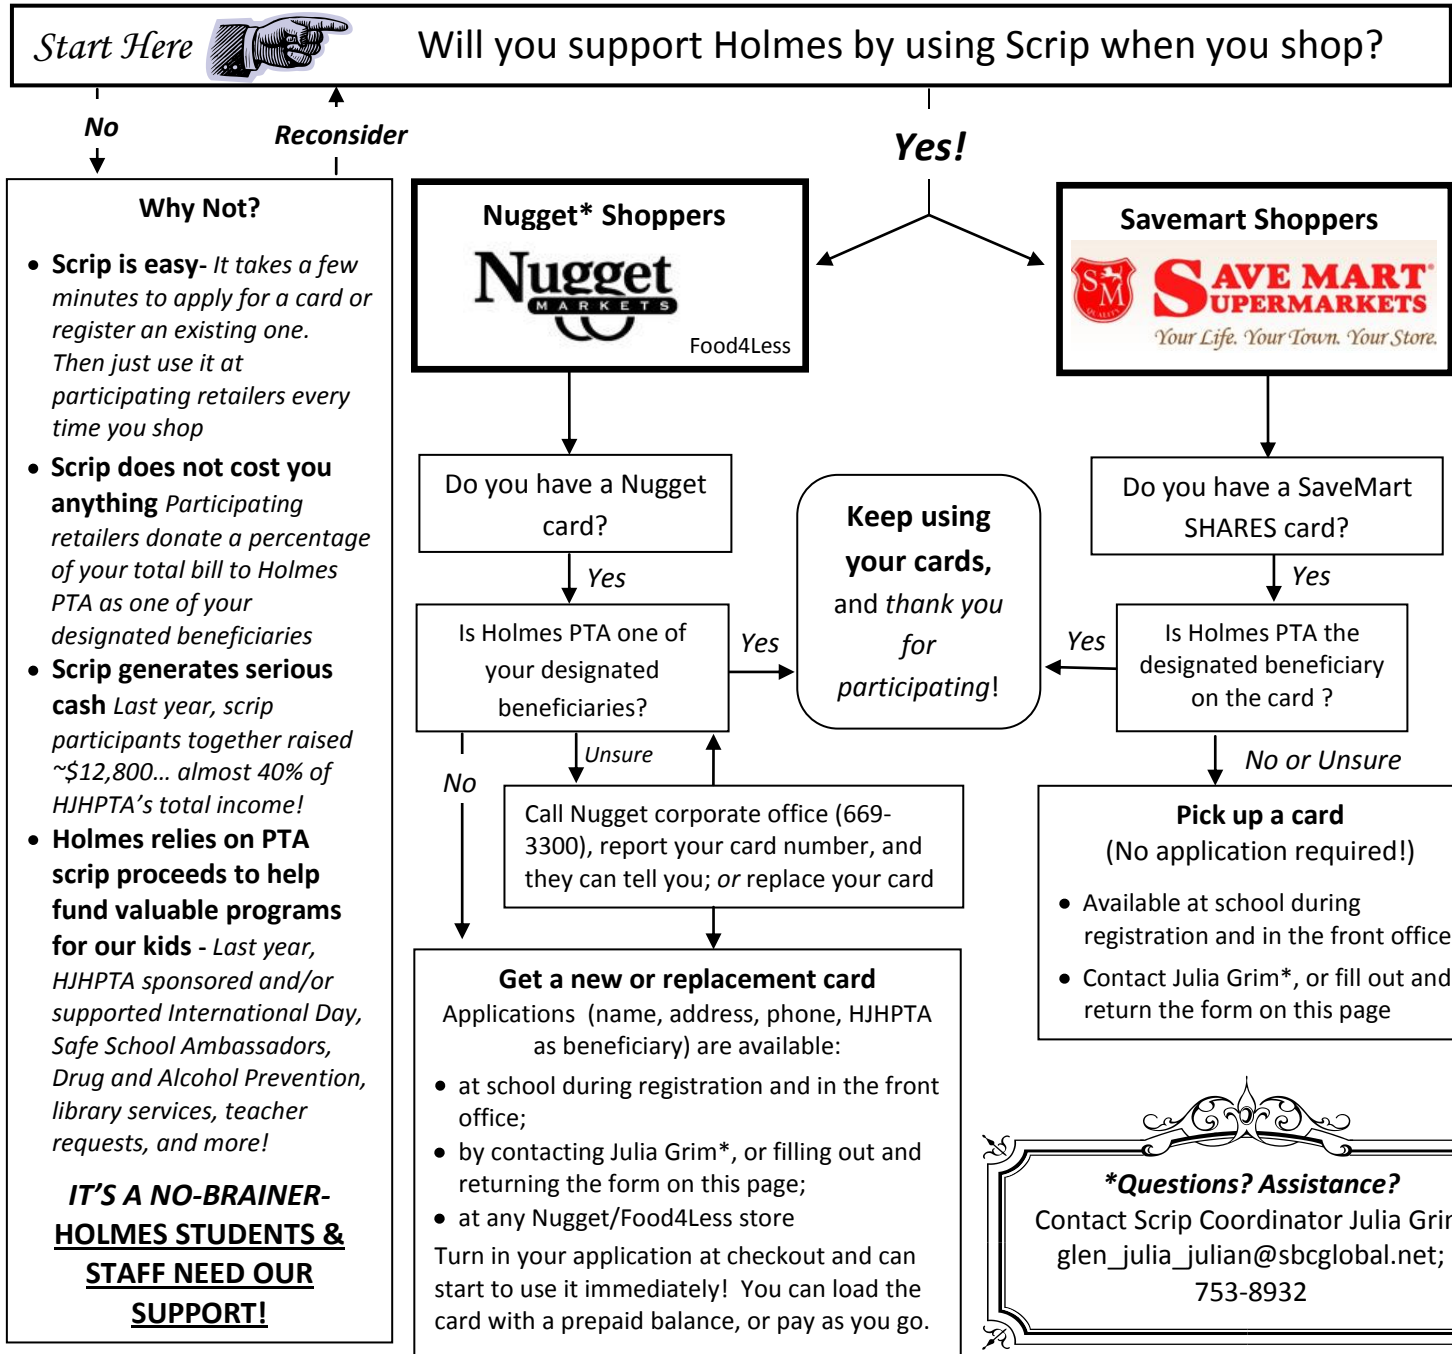 Start Here
Will you support Holmes by using Scrip when you shop?
No
Reconsider
Yes!
Why Not?
• Scrip is easy- It takes a few
minutes to apply for a card or
register an existing one.
Then just use it at
participating retailers every
time you shop
• Scrip does not cost you
anything Participating
retailers donate a percentage
of your total bill to Holmes
PTA as one of your
designated beneficiaries
• Scrip generates serious
cash Last year, scrip
participants together raised
~$12,800… almost 40% of
HJHPTA's total income!
• Holmes relies on PTA
scrip proceeds to help
fund valuable programs
for our kids - Last year,
HJHPTA sponsored and/or
supported International Day,
Safe School Ambassadors,
Drug and Alcohol Prevention,
library services, teacher
requests, and more!
IT'S A NO-BRAINER-
HOLMES STUDENTS &
STAFF NEED OUR
SUPPORT!
Nugget* Shoppers
Nugget
MARKETS
Food4Less
Do you have a Nugget
card?
Yes
Is Holmes PTA one of
your designated
beneficiaries?
Yes
Unsure
No
Call Nugget corporate office (669-
3300), report your card number, and
they can tell you; or replace your card
Get a new or replacement card
Applications (name, address, phone, HJHPTA
as beneficiary) are available:
• at school during registration and in the front
office;
• by contacting Julia Grim*, or filling out and
returning the form on this page;
• at any Nugget/Food4Less store
Turn in your application at checkout and can
start to use it immediately! You can load the
card with a prepaid balance, or pay as you go.
Keep using
your cards,
and thank you
for
participating!
Savemart Shoppers
SM
QUALITY
SAVE MART®
SUPERMARKETS
Your Life. Your Town. Your Store.
Do you have a SaveMart
SHARES card?
Yes
Is Holmes PTA the
designated beneficiary
on the card ?
Yes
No or Unsure
Pick up a card
(No application required!)
• Available at school during
registration and in the front office
• Contact Julia Grim*, or fill out and
return the form on this page
*Questions? Assistance?
Contact Scrip Coordinator Julia Grim
glen_julia_julian@sbcglobal.net;
753-8932